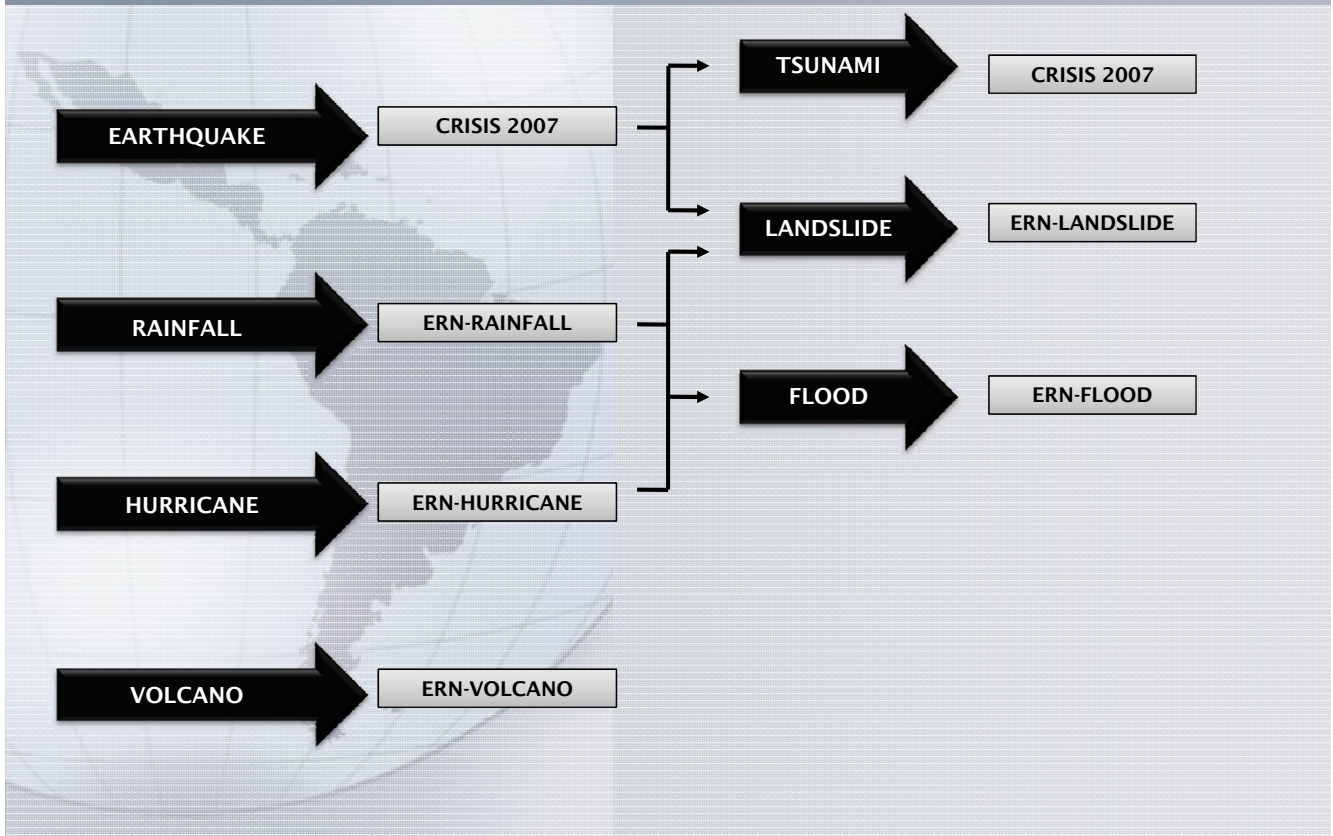 TSUNAMI
CRISIS 2007
EARTHQUAKE
CRISIS 2007
LANDSLIDE
ERN-LANDSLIDE
RAINFALL
ERN-RAINFALL
FLOOD
ERN-FLOOD
HURRICANE
ERN-HURRICANE
VOLCANO
ERN-VOLCANO